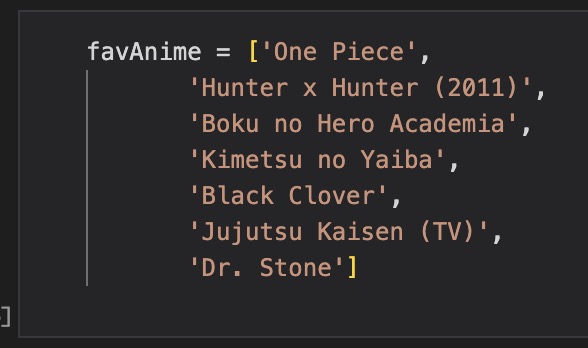 favAnime = ['One Piece',
'Hunter x Hunter (2011)',
'Boku no Hero Academia',
'Kimetsu no Yaiba',
'Black Clover',
'Jujutsu Kaisen (TV)',
'Dr. Stone']
]